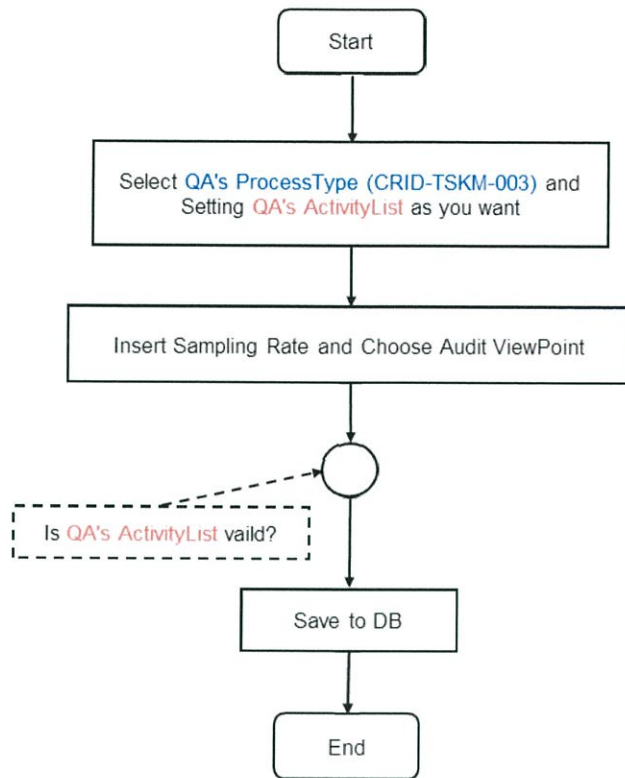 Start
Select QA's ProcessType (CRID-TSKM-003) and
Setting QA's ActivityList as you want
Insert Sampling Rate and Choose Audit ViewPoint
Is QA's ActivityList vaild?
Save to DB
End